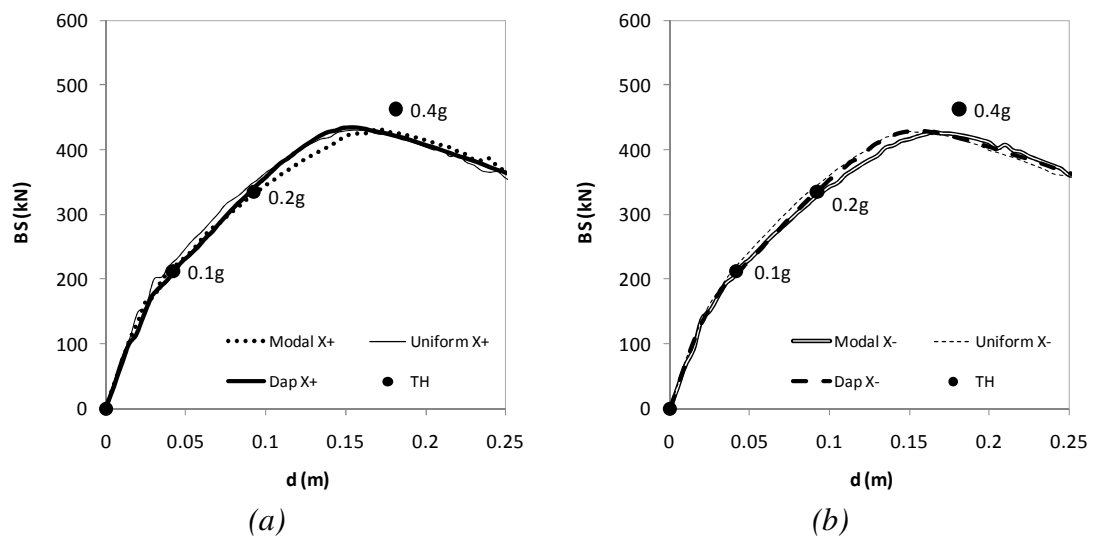 600
500
400
300
200
100
0
BS (kN)
0 0.05 0.1 0.15 0.2 0.25
d (m)
0.1g
0.2g
0.4g
Modal X+ Uniform X+
Dap X+ TH
(a)
600
500
400
300
200
100
0
BS (kN)
0 0.05 0.1 0.15 0.2 0.25
d (m)
0.1g
0.2g
0.4g
Modal X- Uniform X-
Dap X- TH
(b)